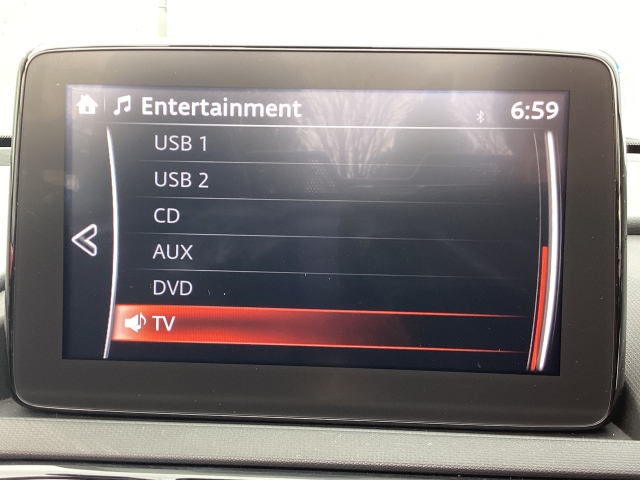 Entertainment 6:59
USB 1
USB 2
CD
AUX
DVD
TV